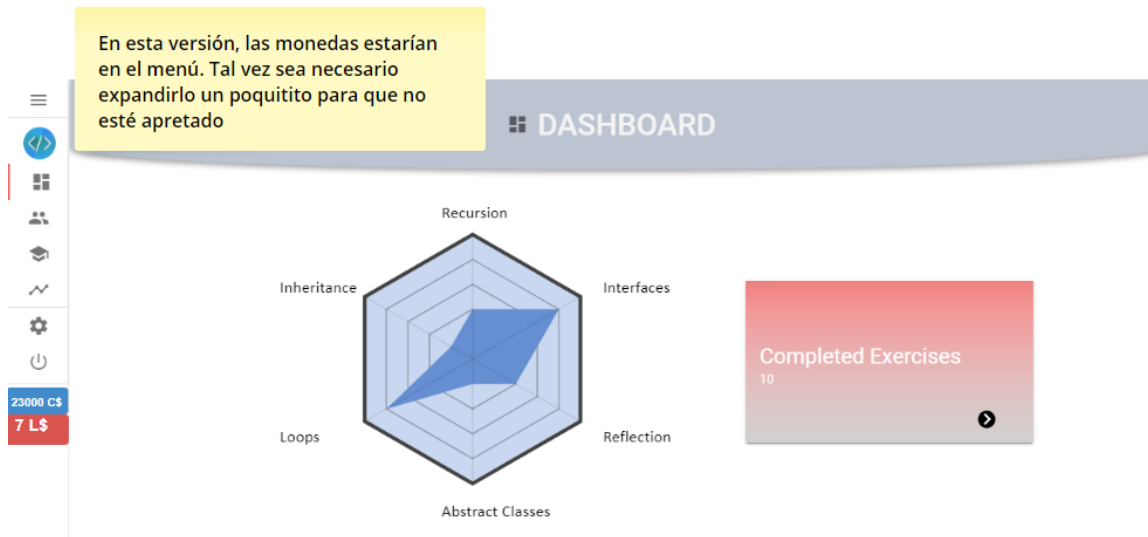 En esta versión, las monedas estarían
en el menú. Tal vez sea necesario
expandirlo un poquitito para que no
esté apretado
DASHBOARD
Recursion
Inheritance
Interfaces
Completed Exercises
10
23000 C$
7 L$
Loops
Reflection
Abstract Classes